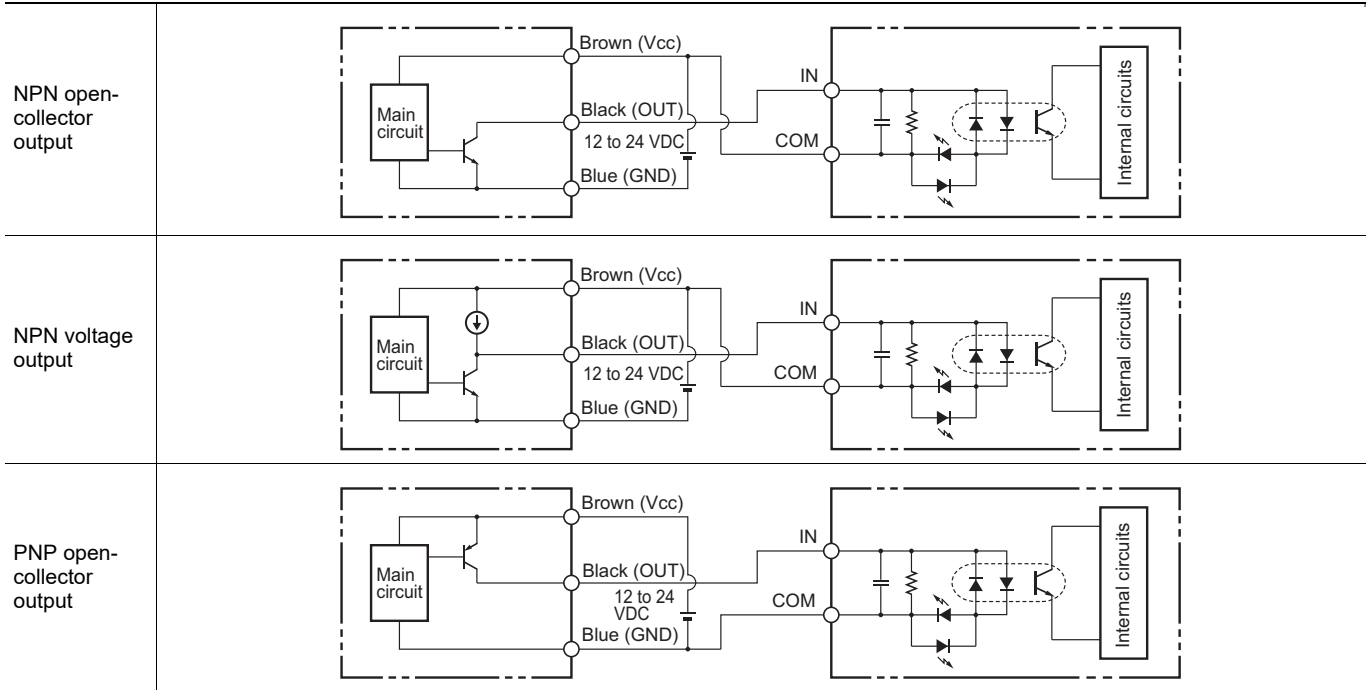 NPN open-
collector
output
Main
circuit
Brown (Vcc)
Black (OUT)
12 to 24 VDC
Blue (GND)
IN
COM
Internal circuits
NPN voltage
output
Main
circuit
Brown (Vcc)
Black (OUT)
12 to 24 VDC
Blue (GND)
IN
COM
Internal circuits
PNP open-
collector
output
Main
circuit
Brown (Vcc)
Black (OUT)
12 to 24
VDC
Blue (GND)
IN
COM
Internal circuits